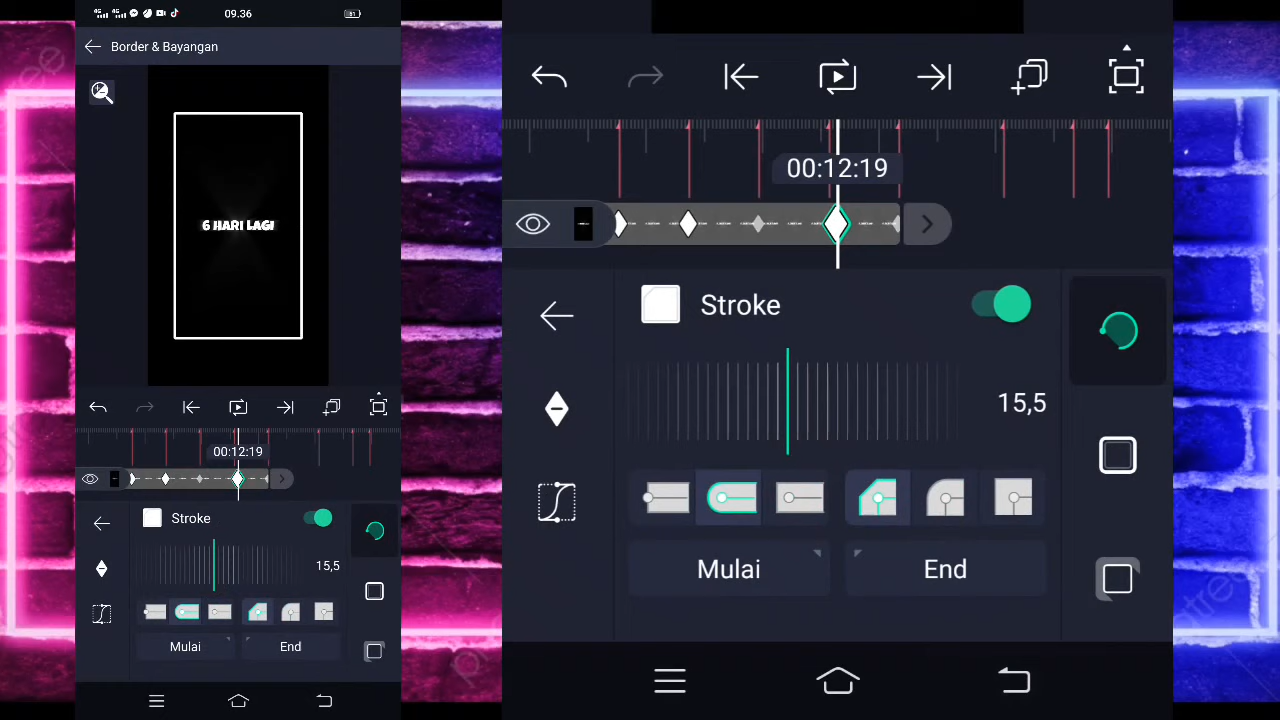 09.36
Border & Bayangan
6 HARI LAGI
00:12:19
Stroke
15,5
Mulai
End
00:12:19
Stroke
15,5
Mulai
End